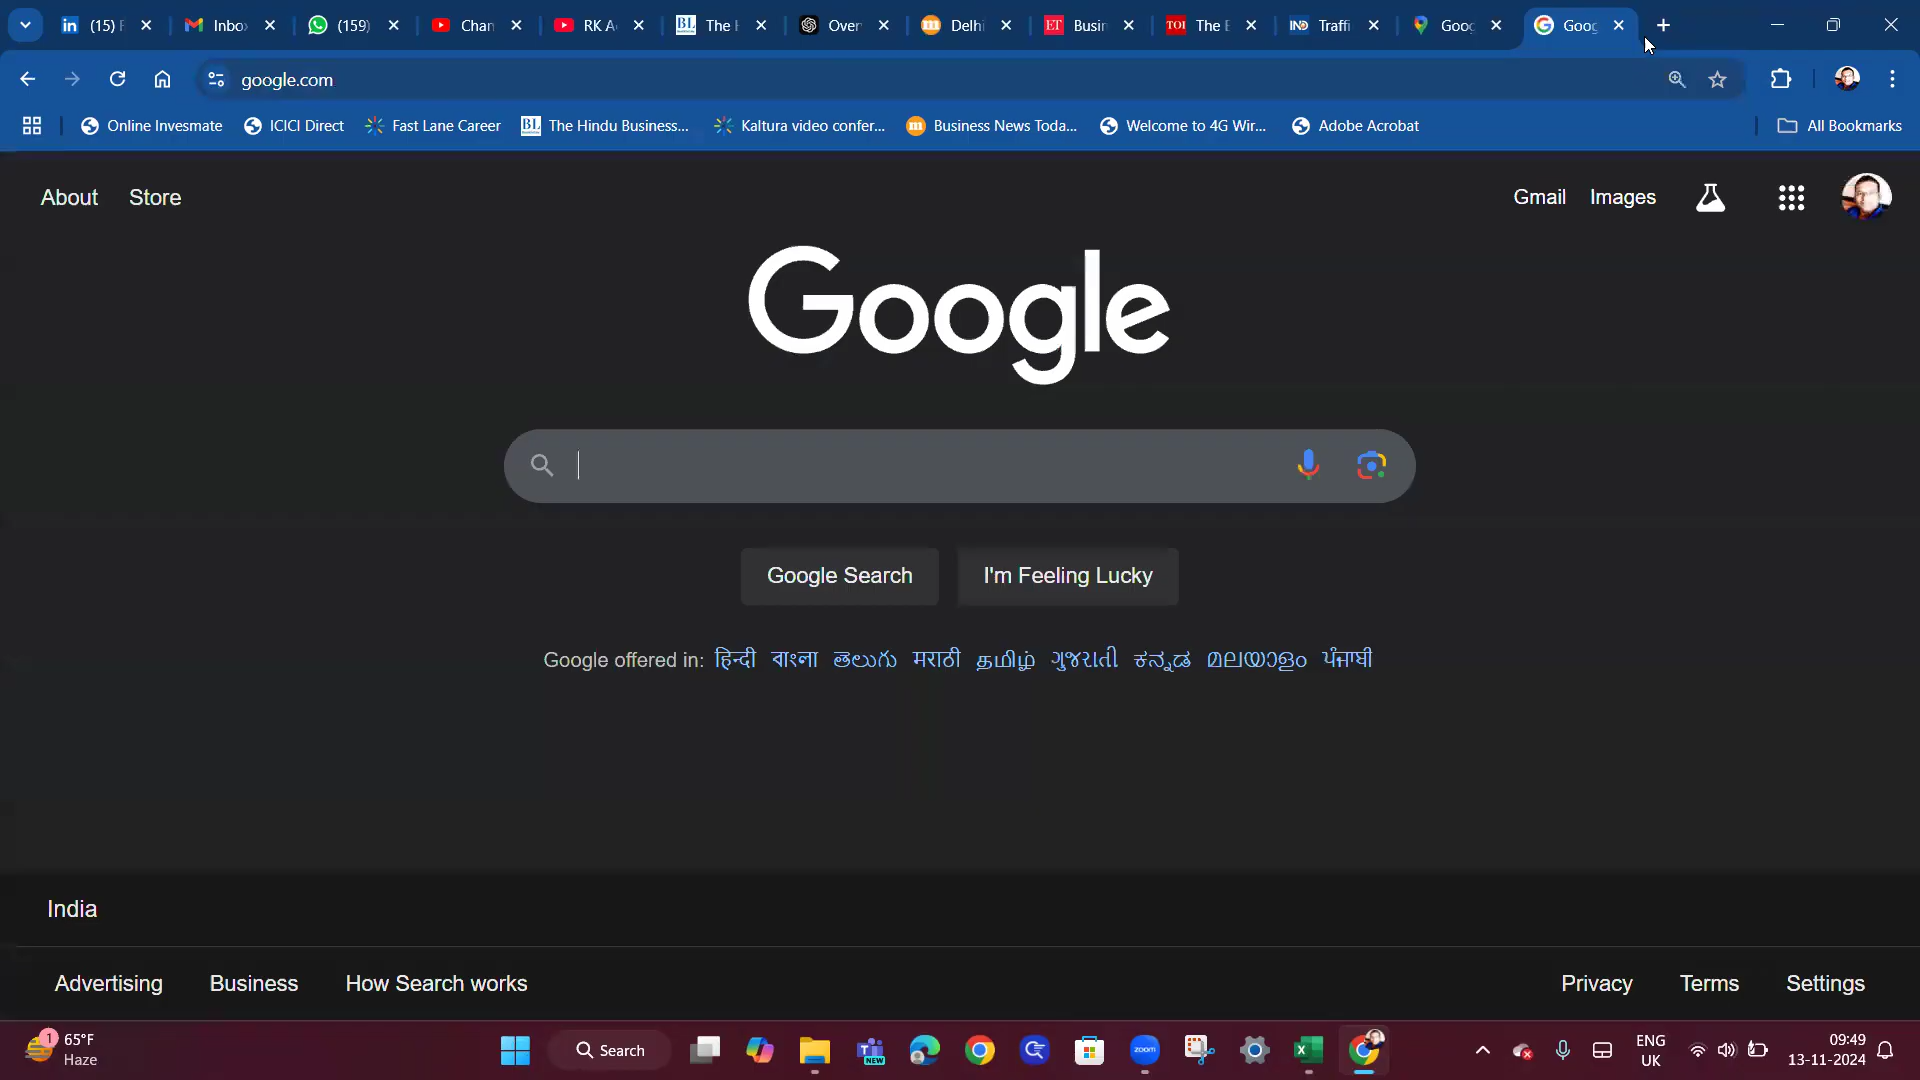 (15) F Inbo (159) Chan RK A The H Over Delhi Busin The E Traffi Goog Goog
google.com
Online Invesmate ICICI Direct Fast Lane Career The Hindu Business... Kaltura video confer... Business News Toda... Welcome to 4G Wir... Adobe Acrobat All Bookmarks
About Store Gmail Images
Google
Google Search I'm Feeling Lucky
Google offered in: हिन्दी বাংলা తెలుగు मराठी தமிழ் ગુજરાતી ಕನ್ನಡ മലയാളം ਪੰਜਾਬੀ
India
Advertising Business How Search works Privacy Terms Settings
1 65°F
Haze
Search
ENG
UK
09:49
13-11-2024